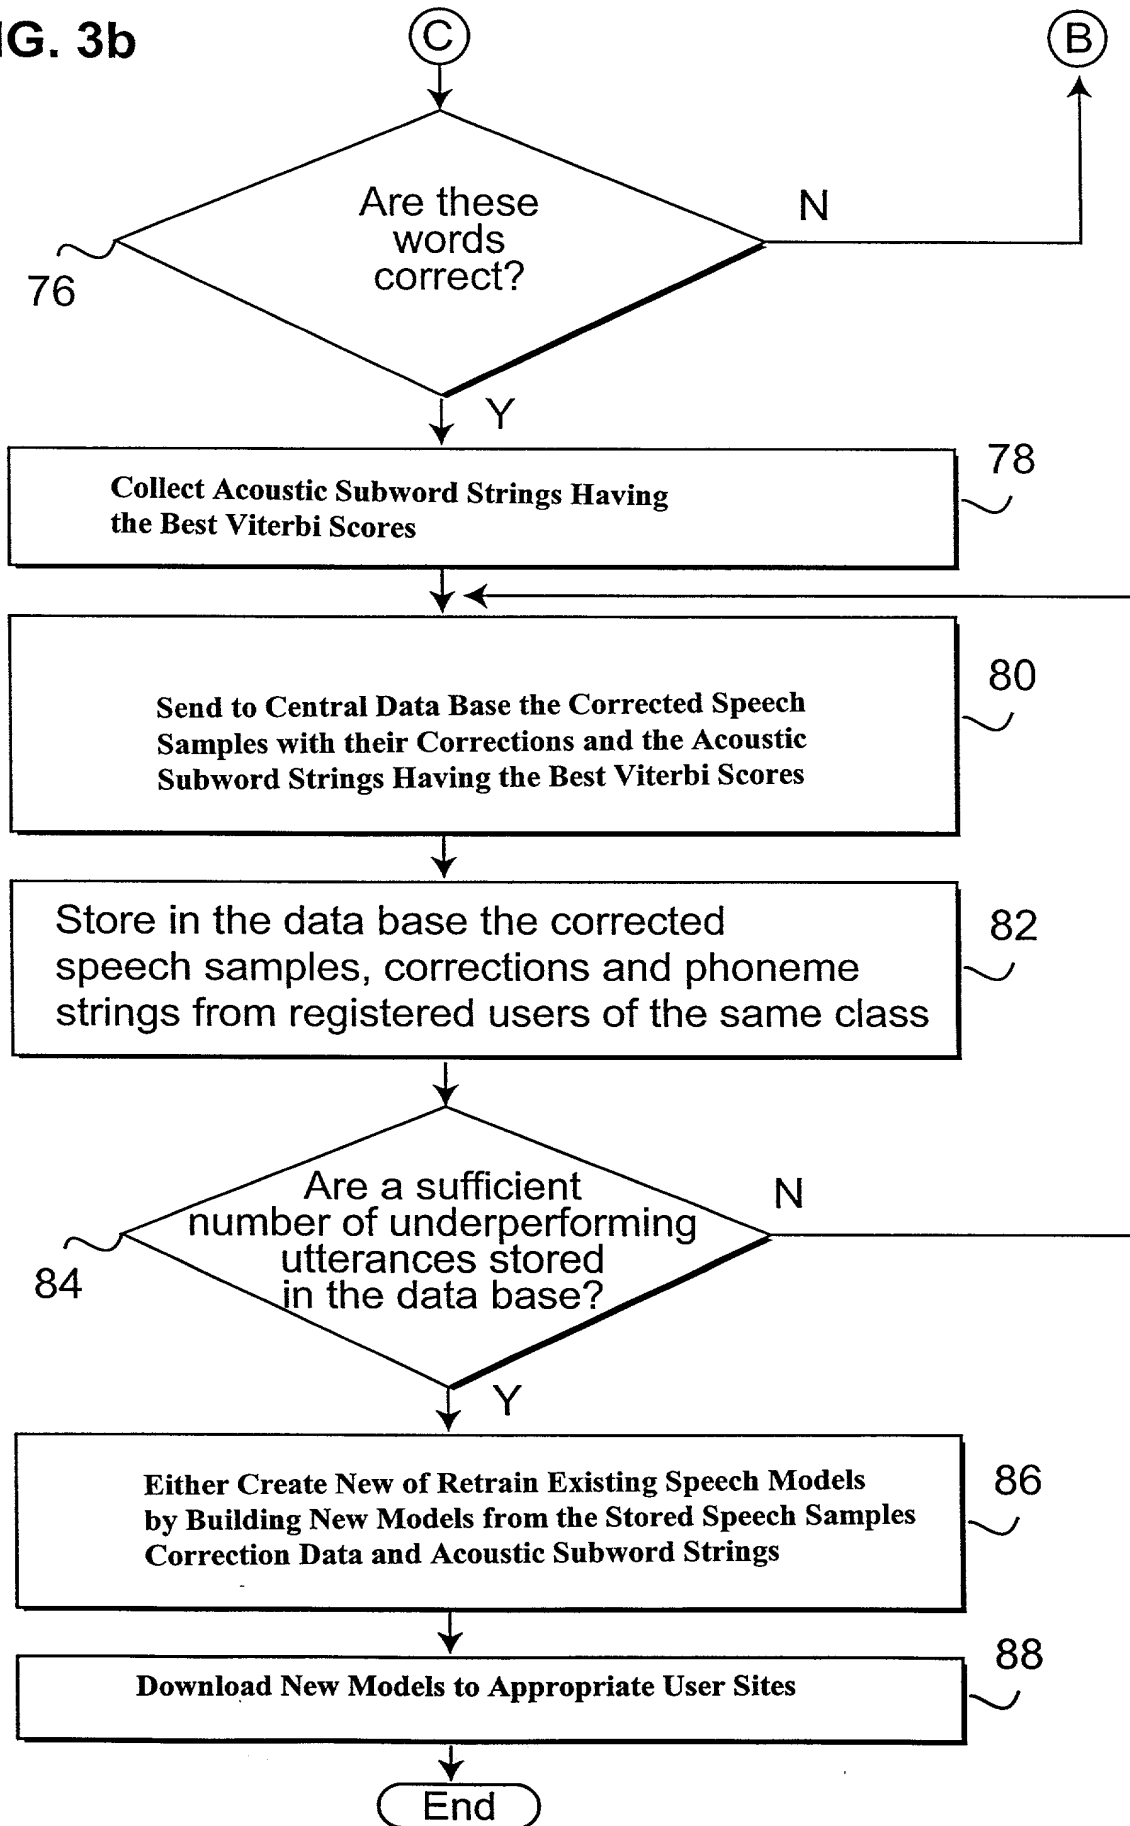 IG. 3b
C
B
Are these
words
correct?
N
76
Y
78
Collect Acoustic Subword Strings Having
the Best Viterbi Scores
80
Send to Central Data Base the Corrected Speech
Samples with their Corrections and the Acoustic
Subword Strings Having the Best Viterbi Scores
82
Store in the data base the corrected
speech samples, corrections and phoneme
strings from registered users of the same class
Are a sufficient
number of underperforming
utterances stored
in the data base?
N
84
Y
86
Either Create New of Retrain Existing Speech Models
by Building New Models from the Stored Speech Samples
Correction Data and Acoustic Subword Strings
88
Download New Models to Appropriate User Sites
End